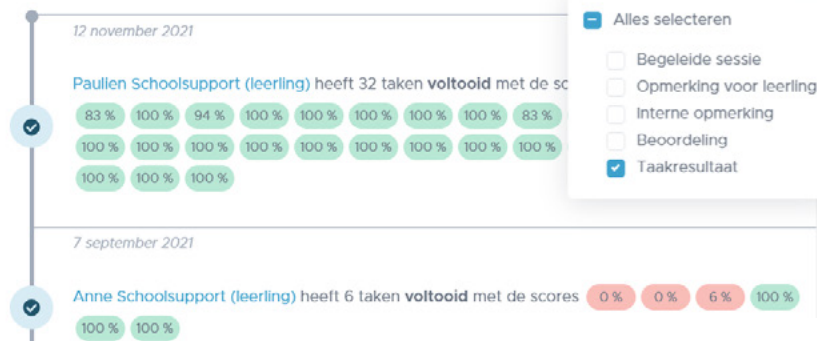 12 november 2021
Paulien Schoolsupport (leerling) heeft 32 taken voltooid met de sc
83 % 100 % 94 % 100 % 100 % 100 % 100 % 100 % 83 %
100 % 100 % 100 % 100 % 100 % 100 % 100 % 100 % 100 %
100 % 100 % 100 %
Alles selecteren
Begeleide sessie
Opmerking voor leerling
Interne opmerking
Beoordeling
Taakresultaat
7 september 2021
Anne Schoolsupport (leerling) heeft 6 taken voltooid met de scores 0 % 0 % 6 % 100 %
100 % 100 %